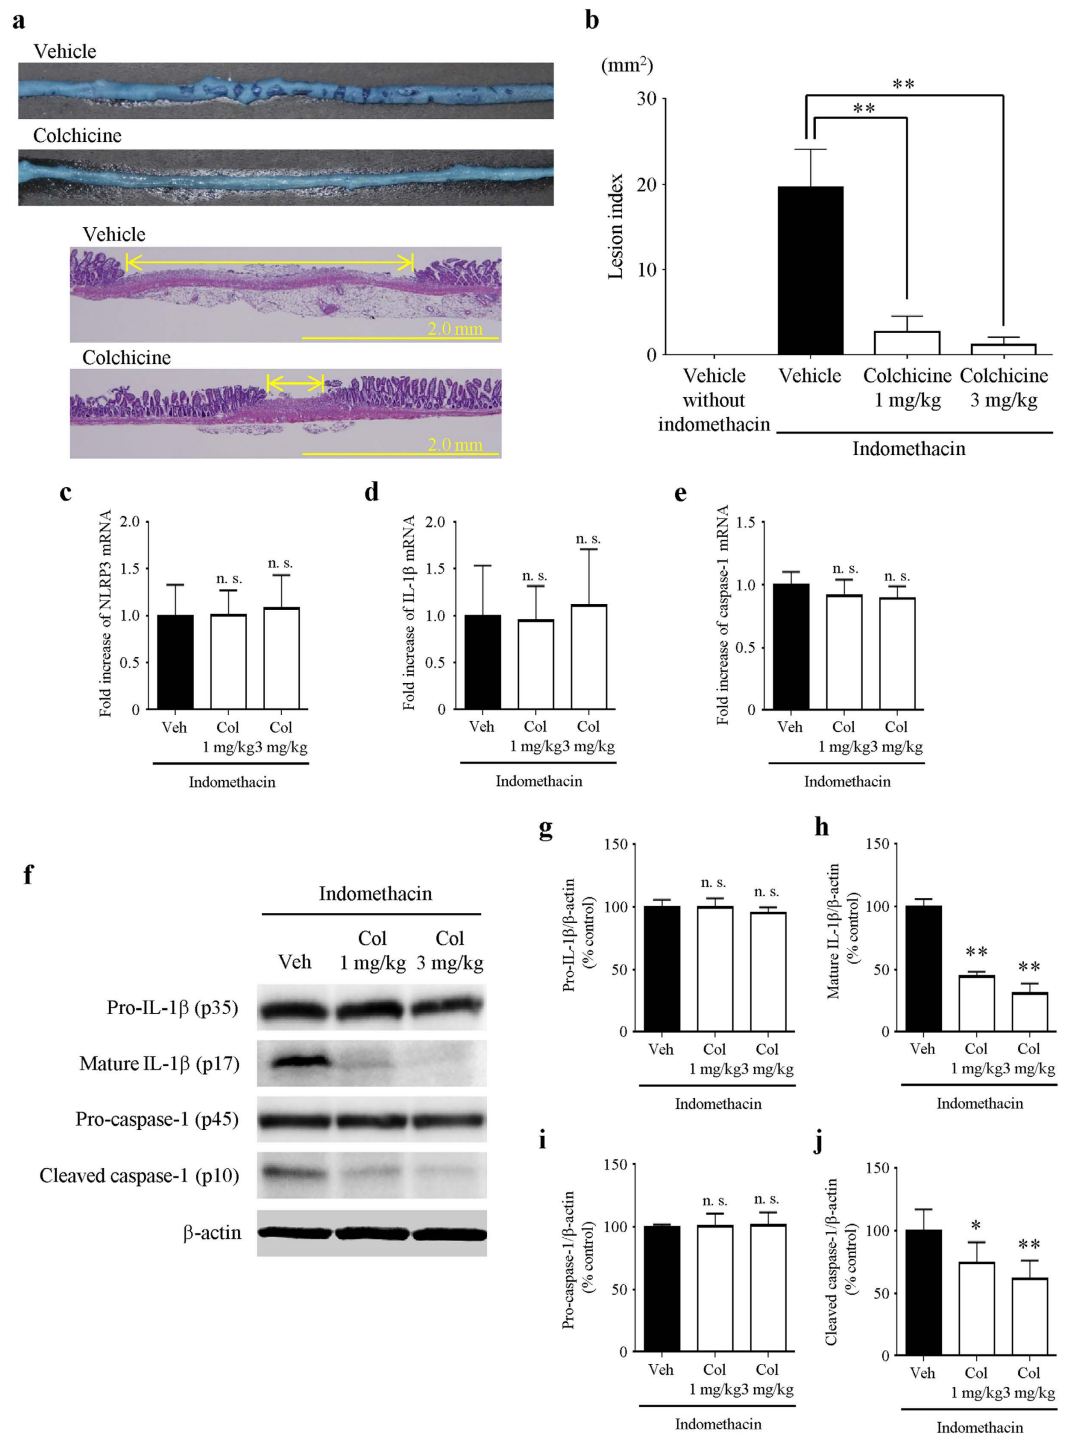 a
Vehicle
Colchicine
Vehicle
2.0 mm
Colchicine
2.0 mm
b
(mm²)
Lesion index
30
20
10
0
**
**
Vehicle without indomethacin
Vehicle
Colchicine 1 mg/kg
Colchicine 3 mg/kg
Indomethacin
c
Fold increase of NLRP3 mRNA
2.0
1.5
1.0
0.5
0
n. s.
n. s.
Veh
Col
Col
1 mg/kg
3 mg/kg
Indomethacin
d
Fold increase of IL-1β mRNA
2.0
1.5
1.0
0.5
0
n. s.
n. s.
Veh
Col
Col
1 mg/kg
3 mg/kg
Indomethacin
e
Fold increase of caspase-1 mRNA
1.5
1.0
0.5
0
n. s.
n. s.
Veh
Col
Col
1 mg/kg
3 mg/kg
Indomethacin
f
Indomethacin
Veh
Col 1 mg/kg
Col 3 mg/kg
Pro-IL-1β (p35)
Mature IL-1β (p17)
Pro-caspase-1 (p45)
Cleaved caspase-1 (p10)
β-actin
g
Pro-IL-1β/β-actin
(% control)
150
100
50
0
n. s.
n. s.
Veh
Col
Col
1 mg/kg
3 mg/kg
Indomethacin
h
Mature IL-1β/β-actin
(% control)
150
100
50
0
**
**
Veh
Col
Col
1 mg/kg
3 mg/kg
Indomethacin
i
Pro-caspase-1/β-actin
(% control)
150
100
50
0
n. s.
n. s.
Veh
Col
Col
1 mg/kg
3 mg/kg
Indomethacin
j
Cleaved caspase-1/β-actin
(% control)
150
100
50
0
*
**
Veh
Col
Col
1 mg/kg
3 mg/kg
Indomethacin